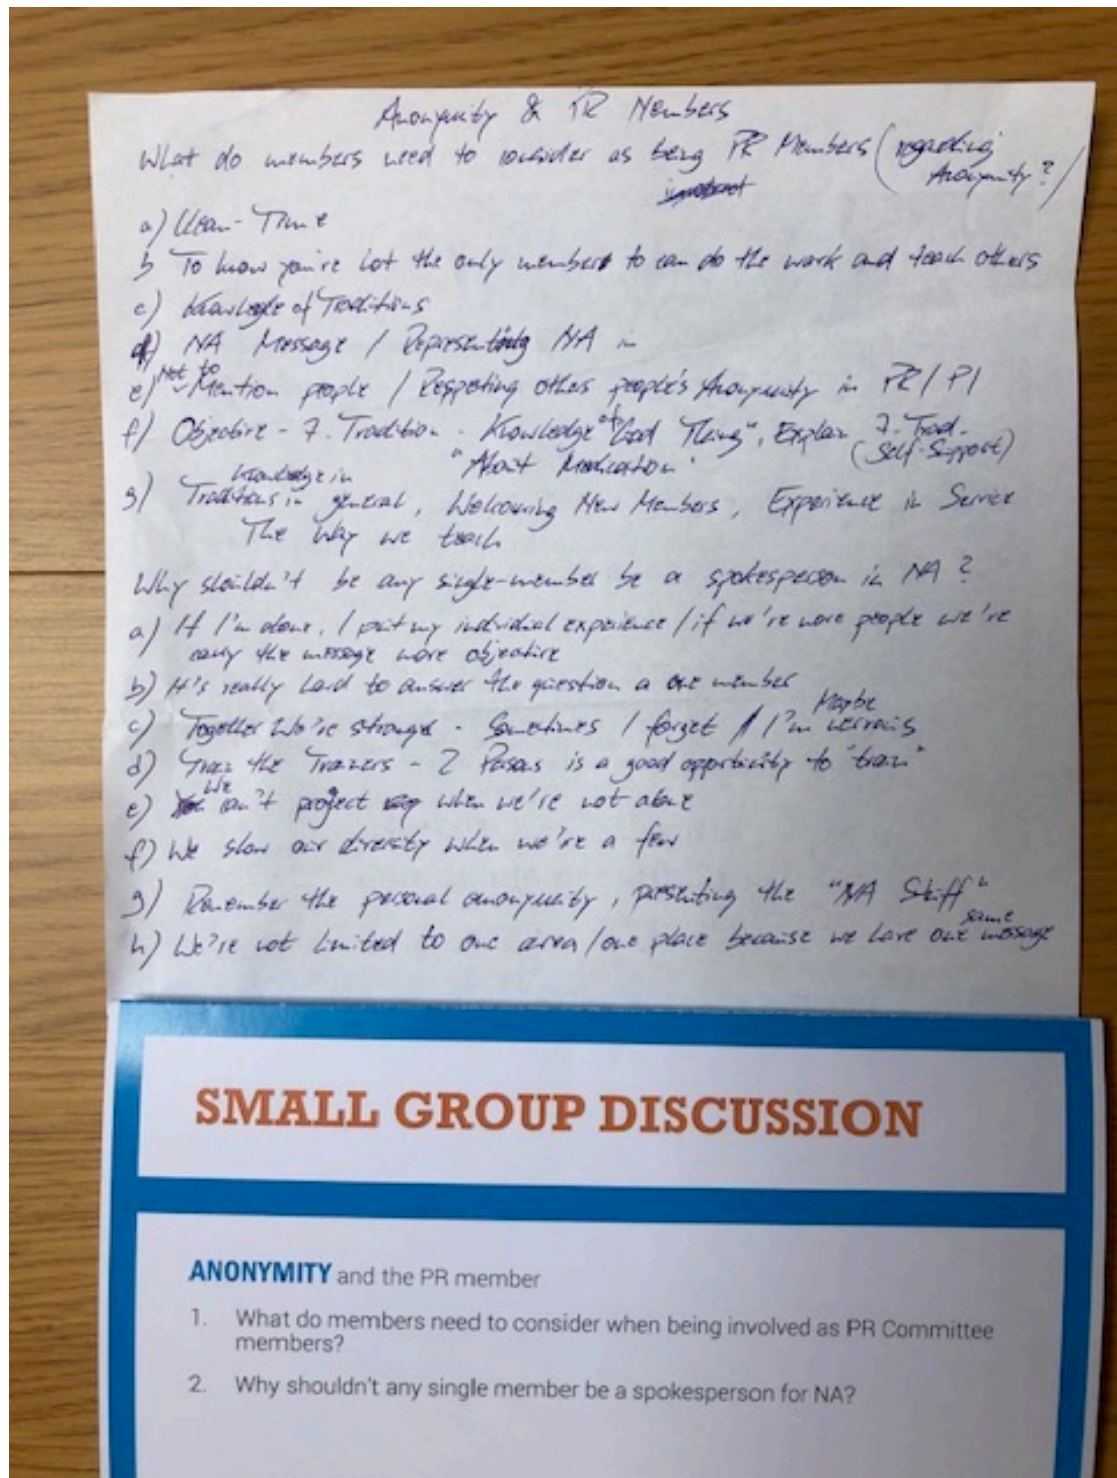 Anonymity & PR Members
What do members need to consider as being PR Members (regarding
Anonymity?)
a) Clean-Time
b To know you're not the only member to can do the work and teach others
c) Knowledge of Traditions
d) NA Message / Representing NA in
e) Not to Mention people / Respecting other people's Anonymity in PR / PI
f) Objective - 7. Tradition - Knowledge of "God Thing", Explain 7. Trad.
"About Medication" (Self-Support)
knowledge in
g) Traditions in general, Welcoming New Members, Experience in Service
The Way we teach
Why shouldn't be any single-member be a spokesperson in NA?
a) If I'm alone, I put my individual experience / if we're more people we're
carry the message more objective
b) It's really hard to answer the question a one member
c) Together We're stronger - Sometimes I forget / I'm Maybe nervous
d) Train the Trainers - 2 Persons is a good opportunity to "train"
e) We can't project when we're not alone
f) We show our diversity when we're a few
g) Remember the personal anonymity, presenting the "NA Stuff"
h) We're not limited to one area / one place because we have one same message
SMALL GROUP DISCUSSION
ANONYMITY and the PR member
1. What do members need to consider when being involved as PR Committee
members?
2. Why shouldn't any single member be a spokesperson for NA?